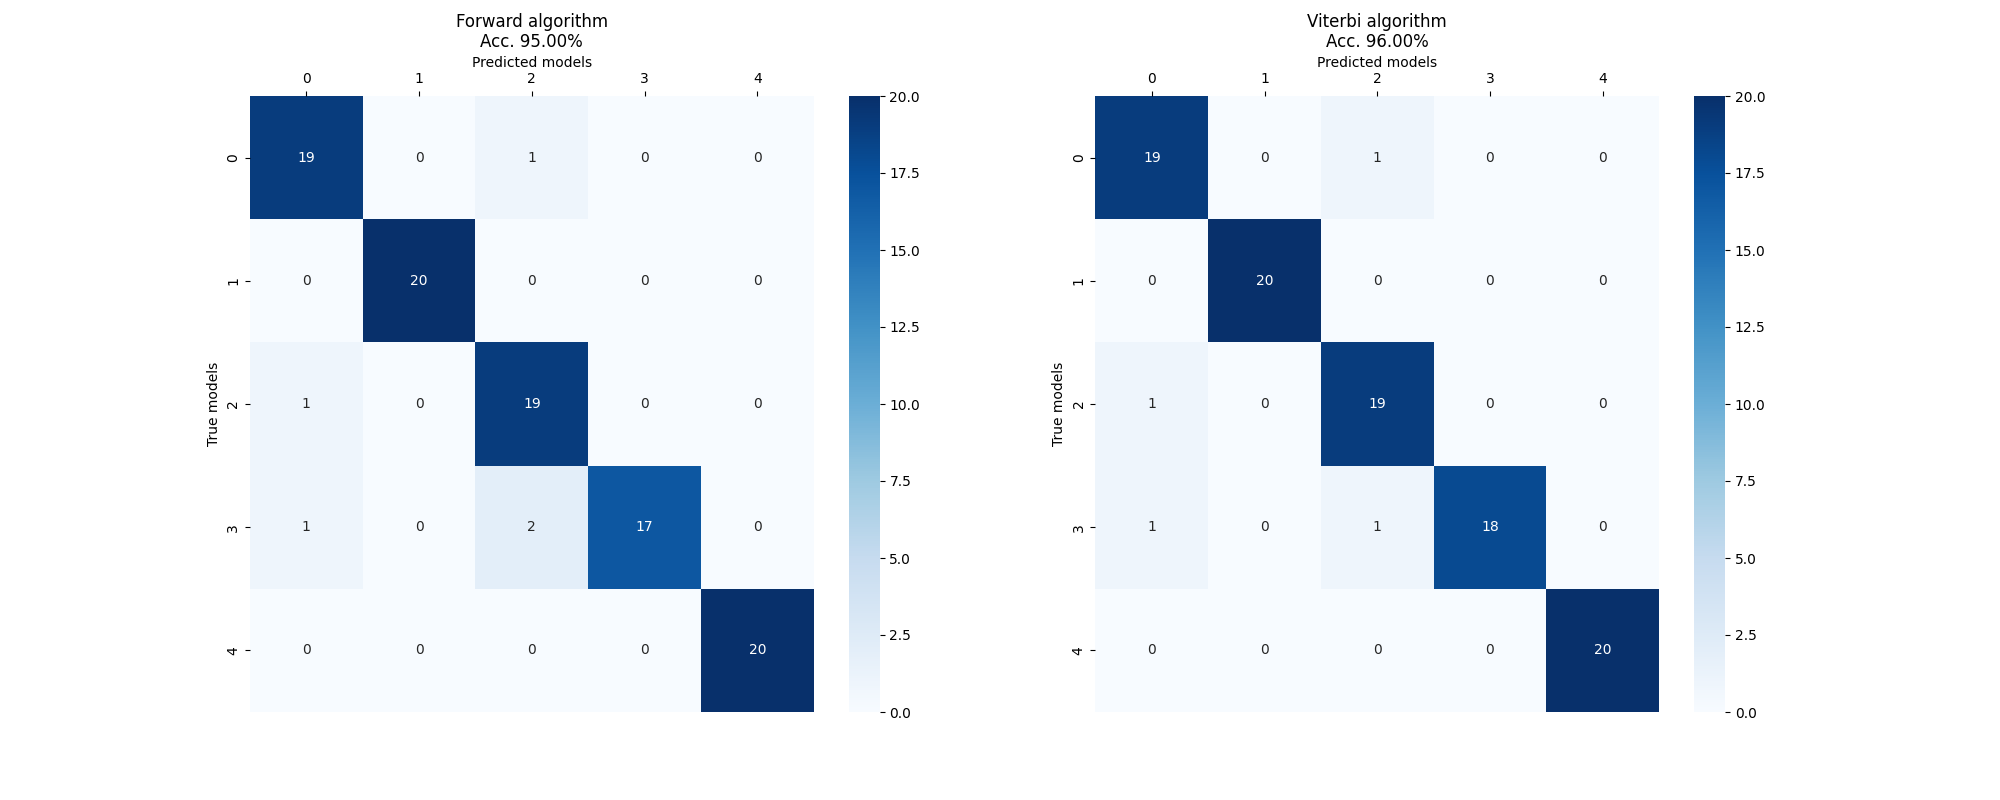 Forward algorithm
Acc. 95.00%
Predicted models
0 1 2 3 4
True models
0 19 0 1 0 0
1 0 20 0 0 0
2 1 0 19 0 0
3 1 0 2 17 0
4 0 0 0 0 20
20.0
17.5
15.0
12.5
10.0
7.5
5.0
2.5
0.0
Viterbi algorithm
Acc. 96.00%
Predicted models
0 1 2 3 4
True models
0 19 0 1 0 0
1 0 20 0 0 0
2 1 0 19 0 0
3 1 0 1 18 0
4 0 0 0 0 20
20.0
17.5
15.0
12.5
10.0
7.5
5.0
2.5
0.0